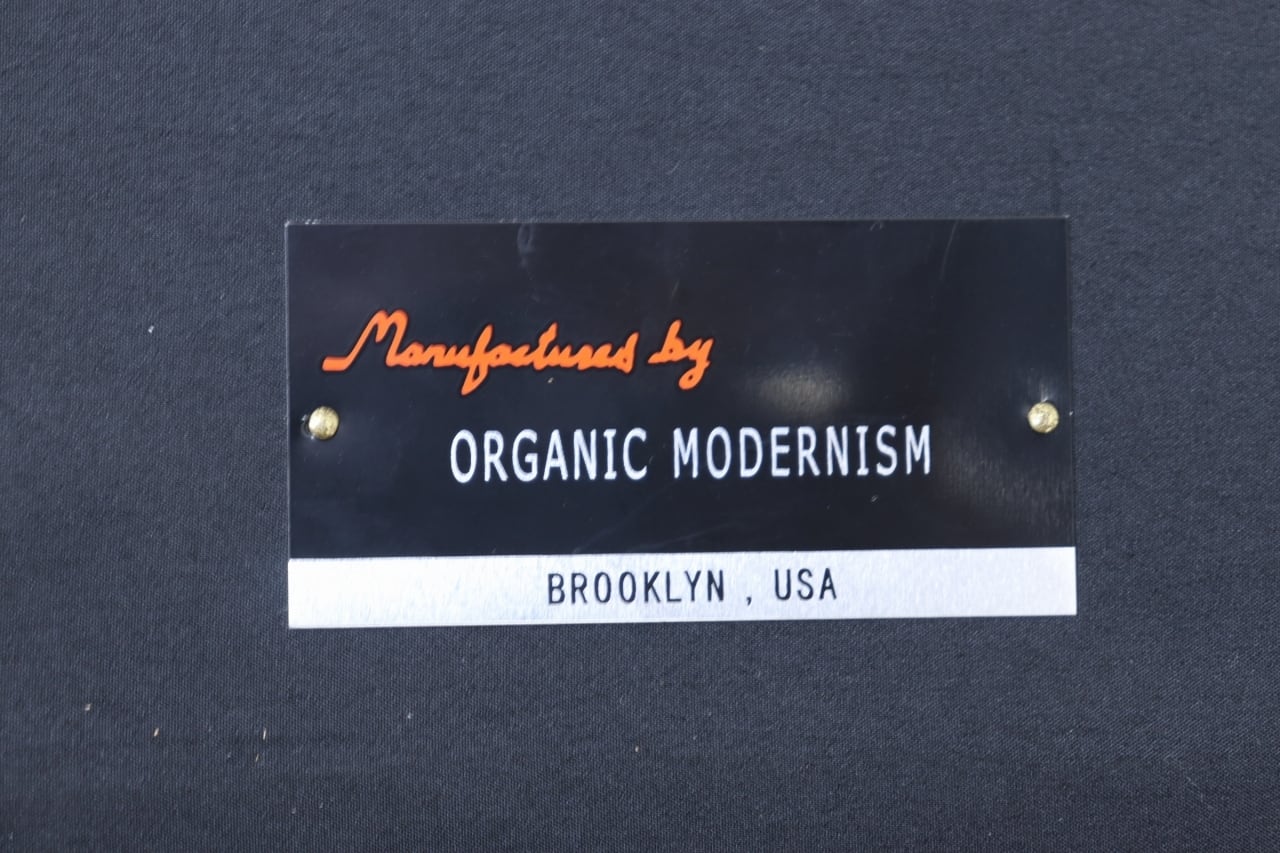 Manufactured by
ORGANIC MODERNISM
BROOKLYN , USA